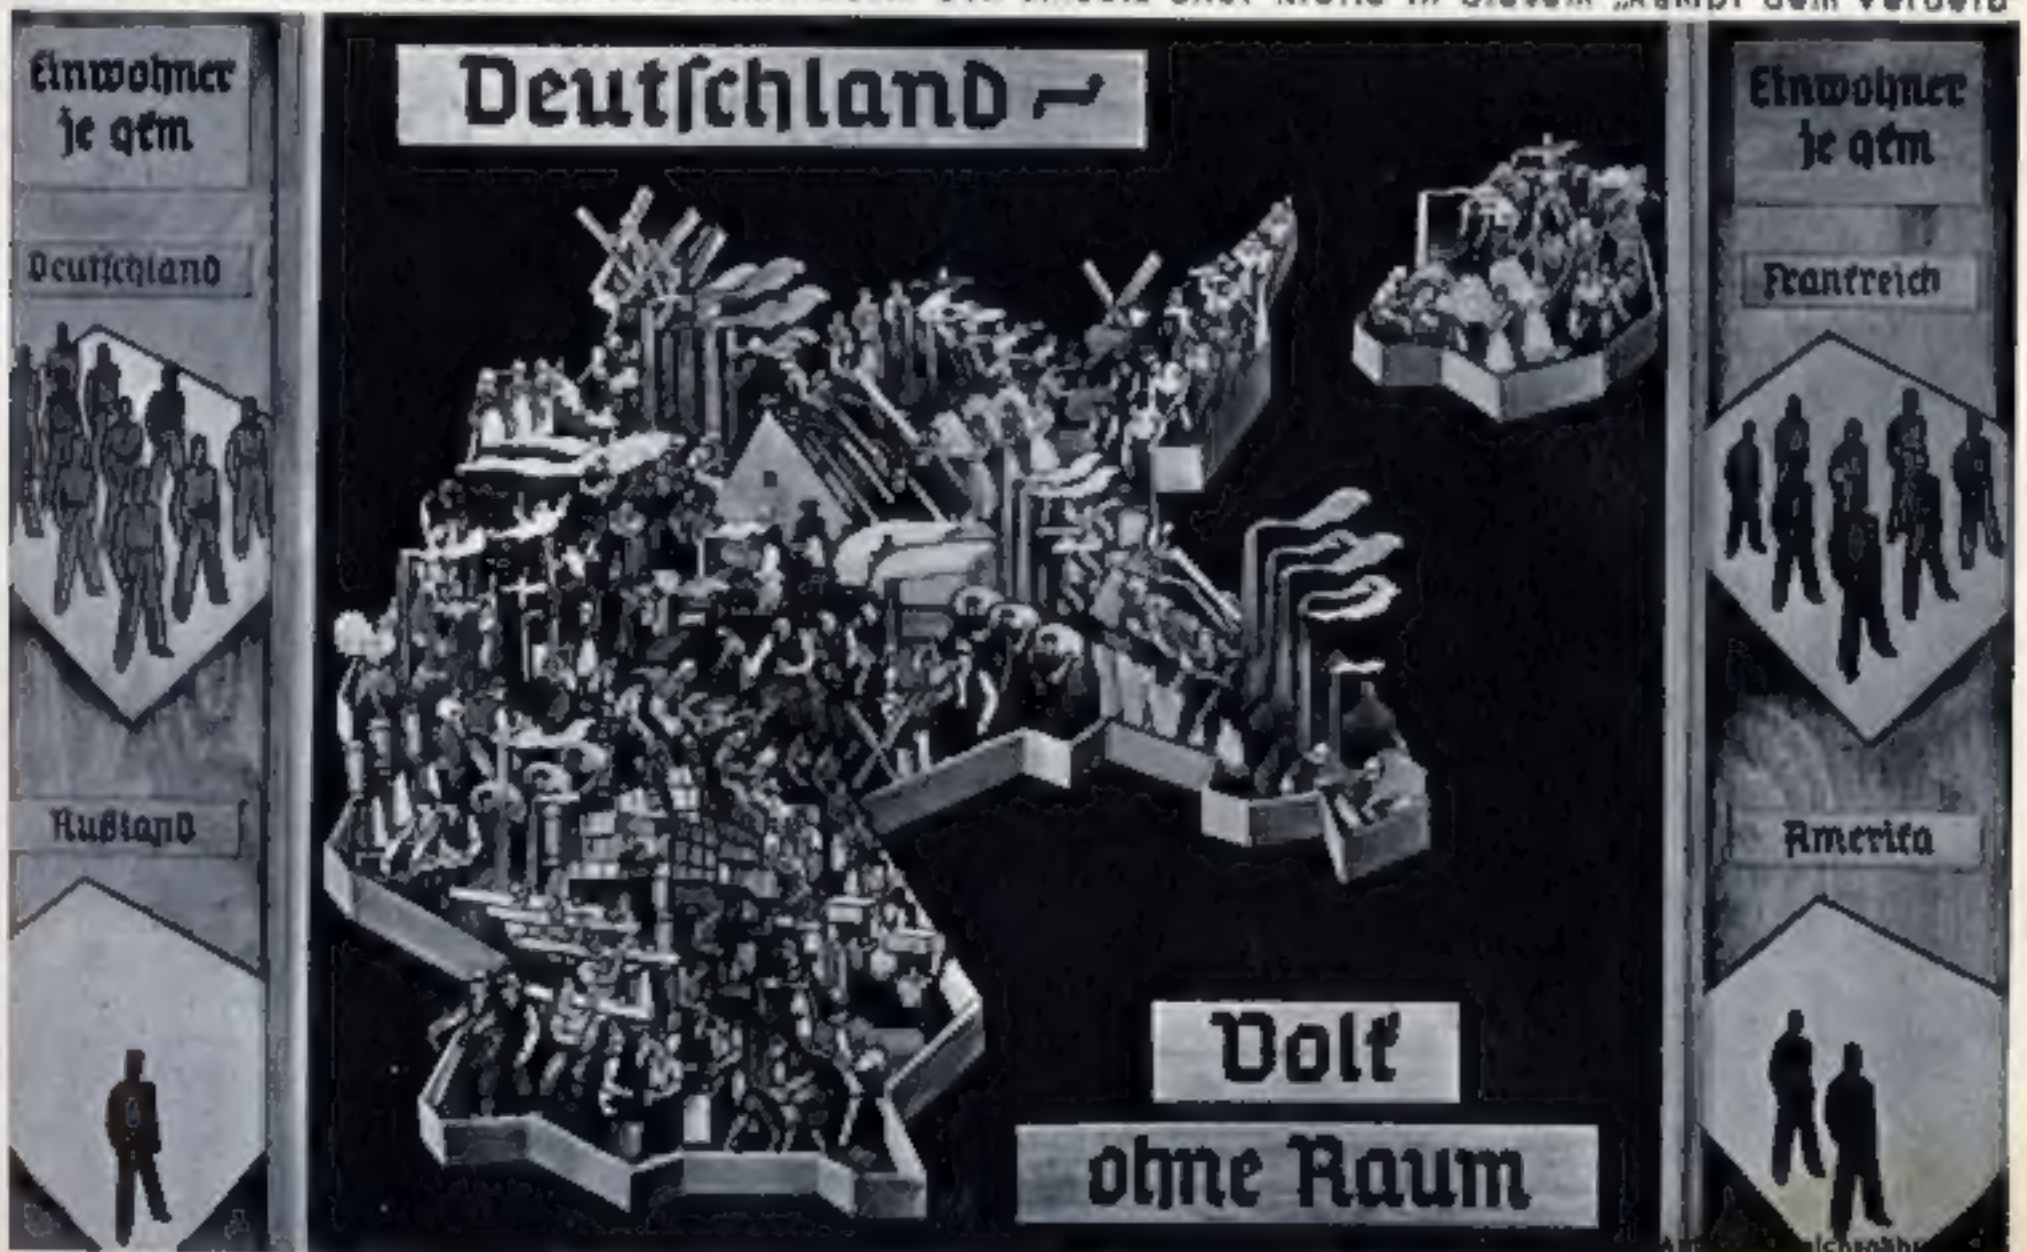 Einwohner
je qkm
Deutſchland
Rußland
Deutſchland –
Volk
ohne Raum
Einwohner
je qkm
Frankreich
Amerika